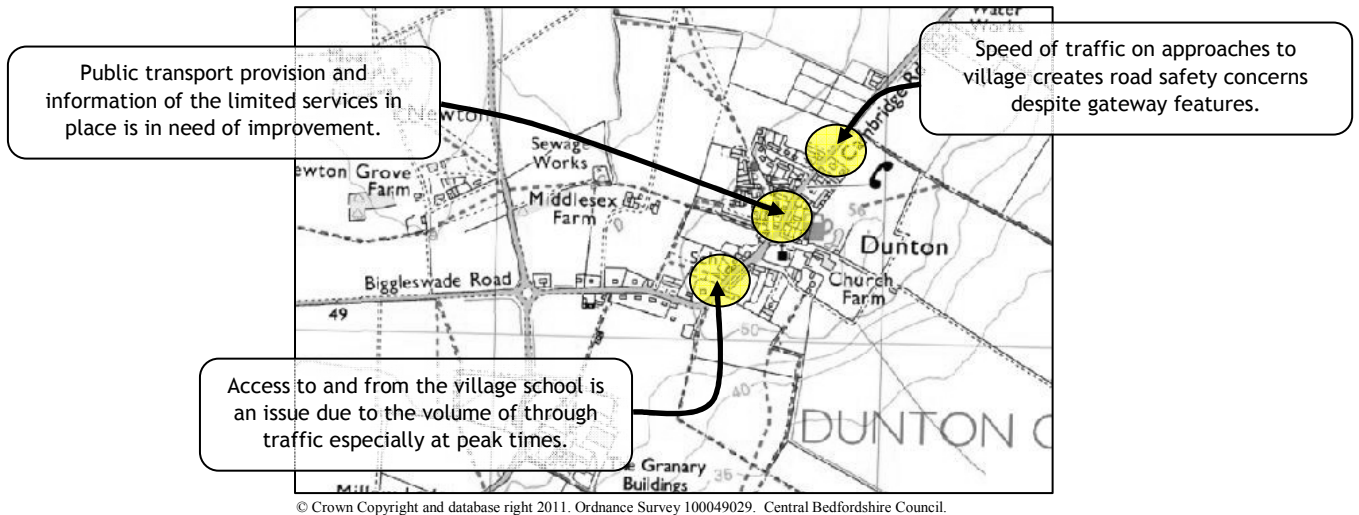 Water
Works
Public transport provision and
information of the limited services in
place is in need of improvement.
Speed of traffic on approaches to
village creates road safety concerns
despite gateway features.
Newton
Sewage
Works
ewton Grove
Farm
Middlesex
Farm
56
Dunton
Sch
Biggleswade Road
Church
Farm
49
50
Access to and from the village school is
an issue due to the volume of through
traffic especially at peak times.
40
DUNTON C
35
e Granary
Buildings
© Crown Copyright and database right 2011. Ordnance Survey 100049029. Central Bedfordshire Council.